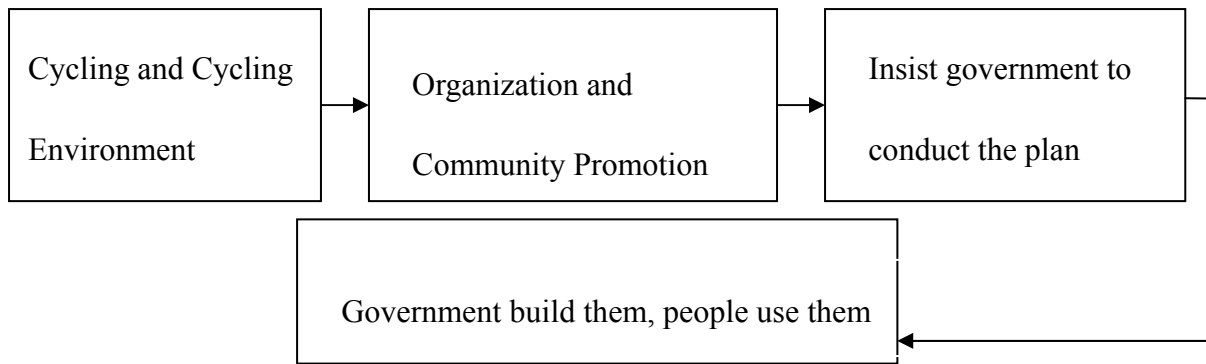 Cycling and Cycling
Environment
Organization and
Community Promotion
Insist government to
conduct the plan
Government build them, people use them